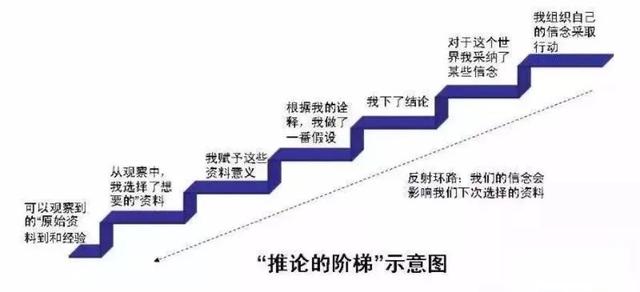 可以观察到
的“原始资
料到和经验
从观察中，
我选择了想
要的”资料
我赋予这些
资料意义
根据我的诠
释，我做了
一番假设
我下了结论
对于这个世
界我采纳了
某些信念
我组织自己
的信念采取
行动
反射环路：我们的信念会
影响我们下次选择的资料
“推论的阶梯”示意图